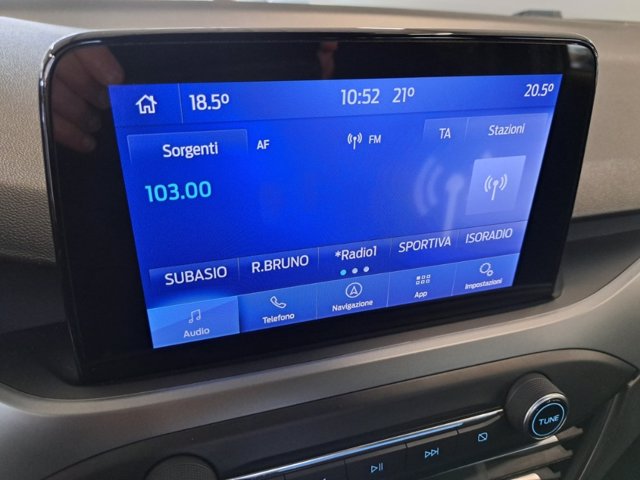 18.5° 10:52 21° 20.5°
Sorgenti AF FM TA Stazioni
103.00
SUBASIO R.BRUNO *Radio1 SPORTIVA ISORADIO
Audio Telefono Navigazione App Impostazioni
TUNE